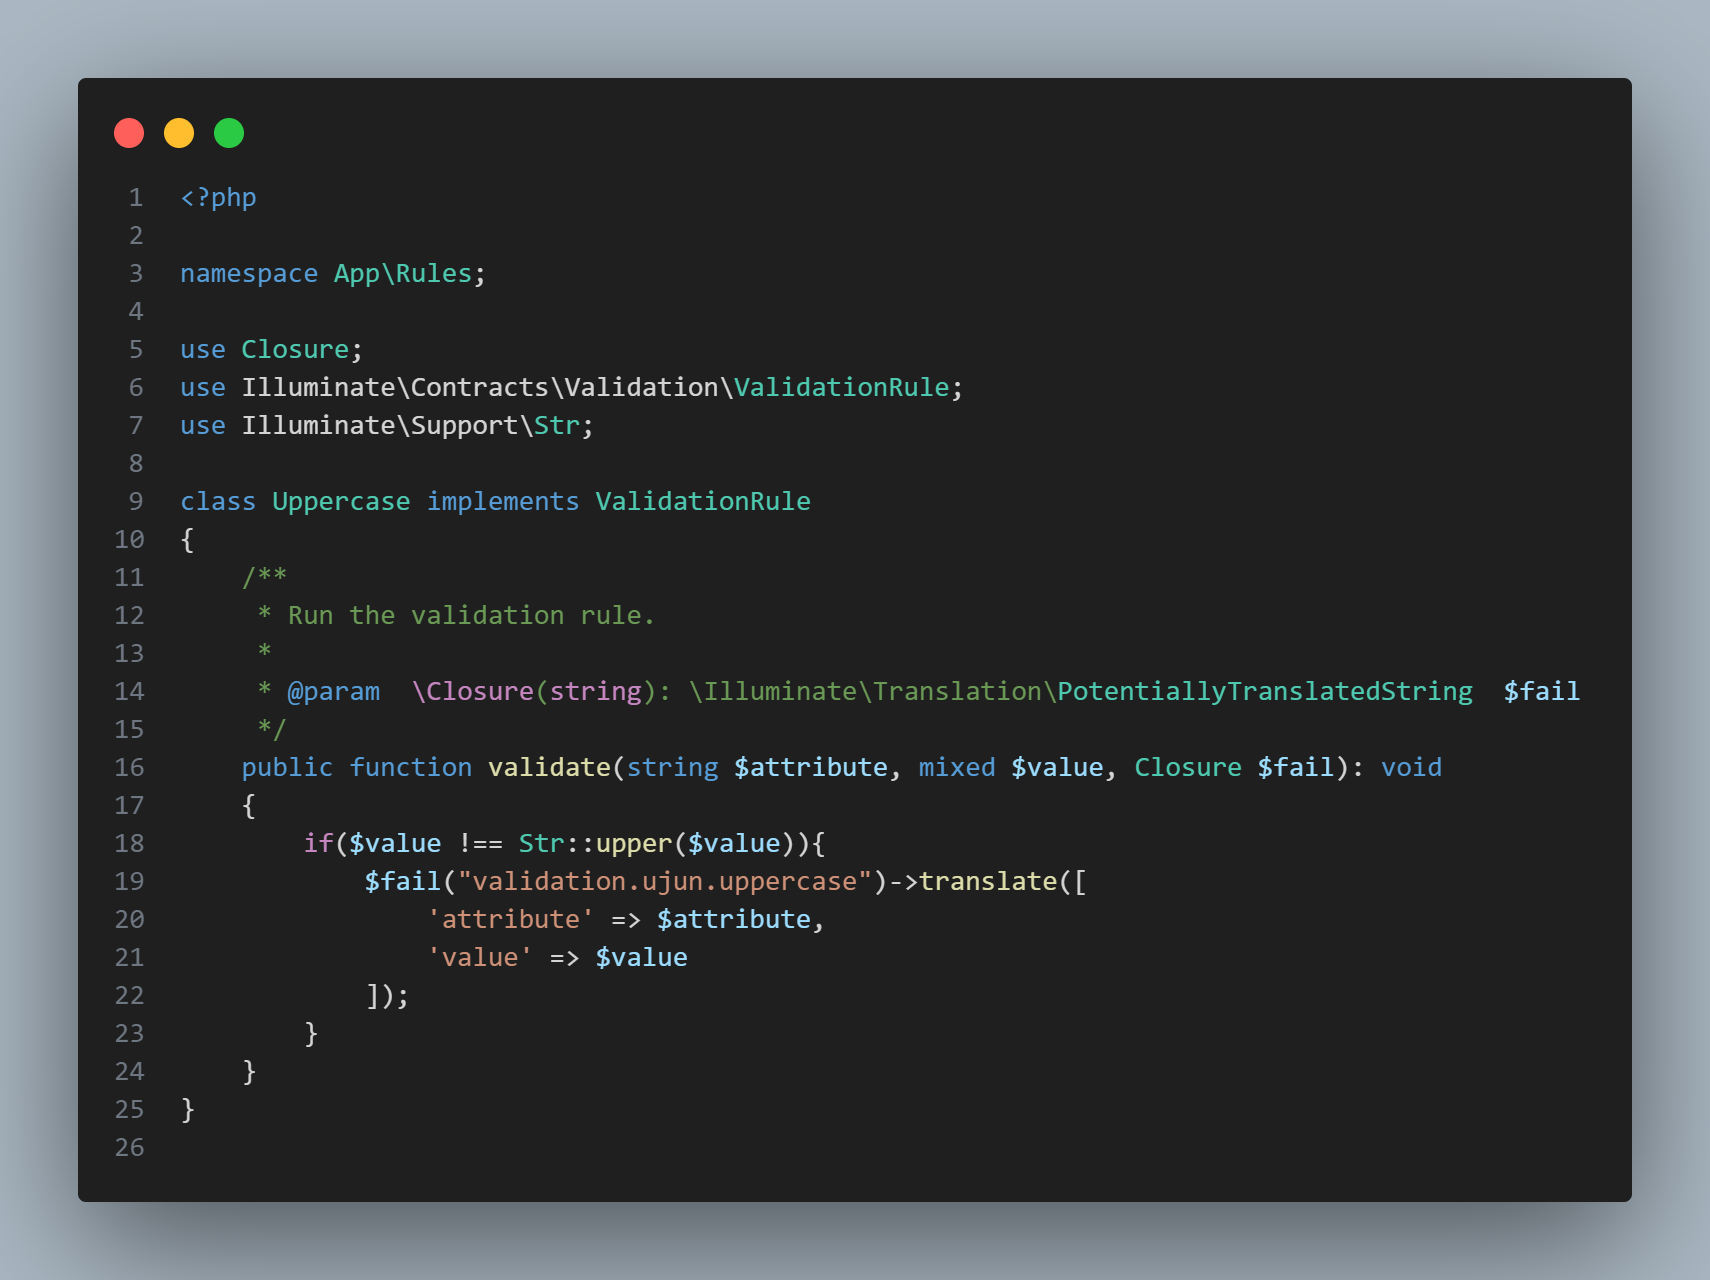 1 <?php
2
3 namespace App\Rules;
4
5 use Closure;
6 use Illuminate\Contracts\Validation\ValidationRule;
7 use Illuminate\Support\Str;
8
9 class Uppercase implements ValidationRule
10 {
11     /**
12      * Run the validation rule.
13      *
14      * @param  \Closure(string): \Illuminate\Translation\PotentiallyTranslatedString  $fail
15      */
16     public function validate(string $attribute, mixed $value, Closure $fail): void
17     {
18         if($value !== Str::upper($value)){
19             $fail("validation.ujun.uppercase")->translate([
20                 'attribute' => $attribute,
21                 'value' => $value
22             ]);
23         }
24     }
25 }
26